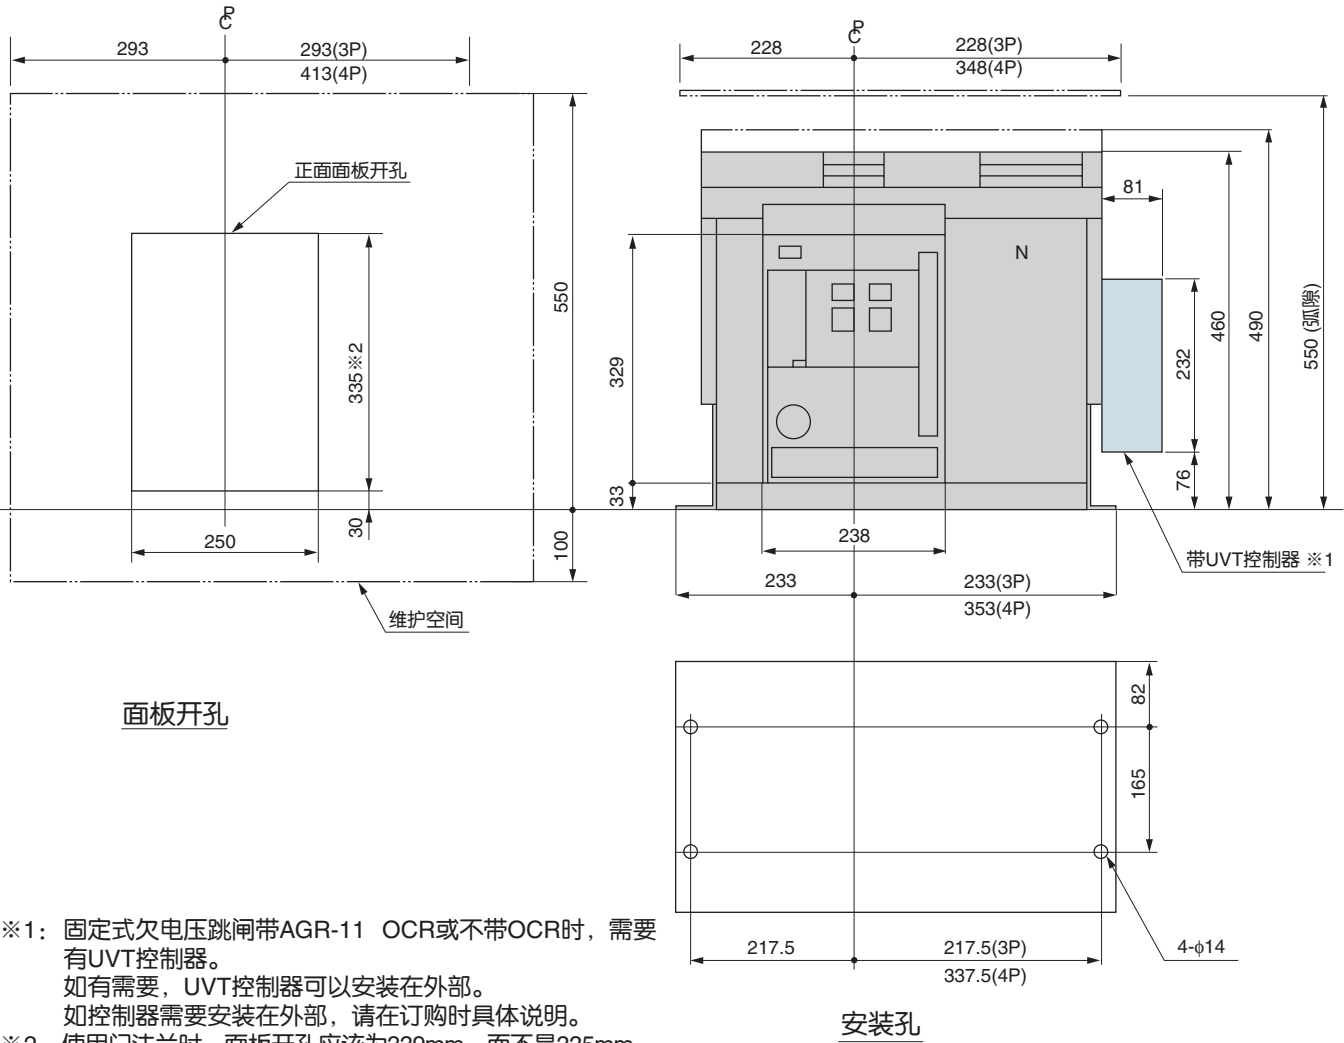 CP
293
293(3P)
413(4P)
正面面板开孔
550
335※2
30
250
100
维护空间
面板开孔
CP
228
228(3P)
348(4P)
81
N
329
33
238
233
233(3P)
353(4P)
232
76
460
490
550 (弧隙)
带UVT控制器 ※1
82
165
217.5
217.5(3P)
337.5(4P)
4-φ14
安装孔
※1：固定式欠电压跳闸带AGR-11 OCR或不带OCR时，需要
有UVT控制器。
如有需要，UVT控制器可以安装在外部。
如控制器需要安装在外部，请在订购时具体说明。